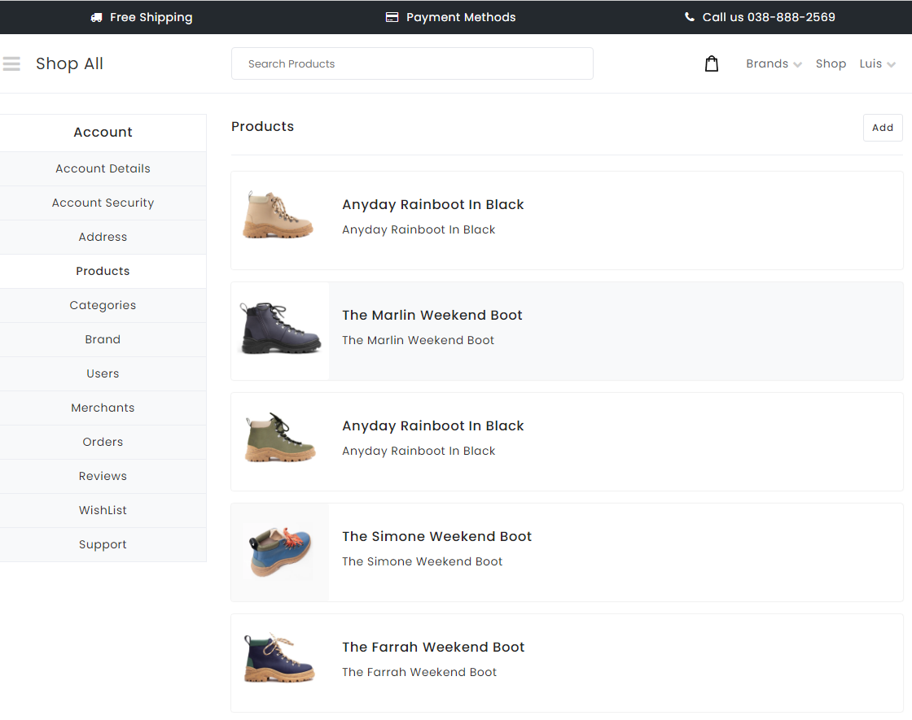 Free Shipping
Payment Methods
Call us 038-888-2569
Shop All
Search Products
Brands
Shop
Luis
Account
Account Details
Account Security
Address
Products
Categories
Brand
Users
Merchants
Orders
Reviews
WishList
Support
Products
Add
Anyday Rainboot In Black
Anyday Rainboot In Black
The Marlin Weekend Boot
The Marlin Weekend Boot
Anyday Rainboot In Black
Anyday Rainboot In Black
The Simone Weekend Boot
The Simone Weekend Boot
The Farrah Weekend Boot
The Farrah Weekend Boot